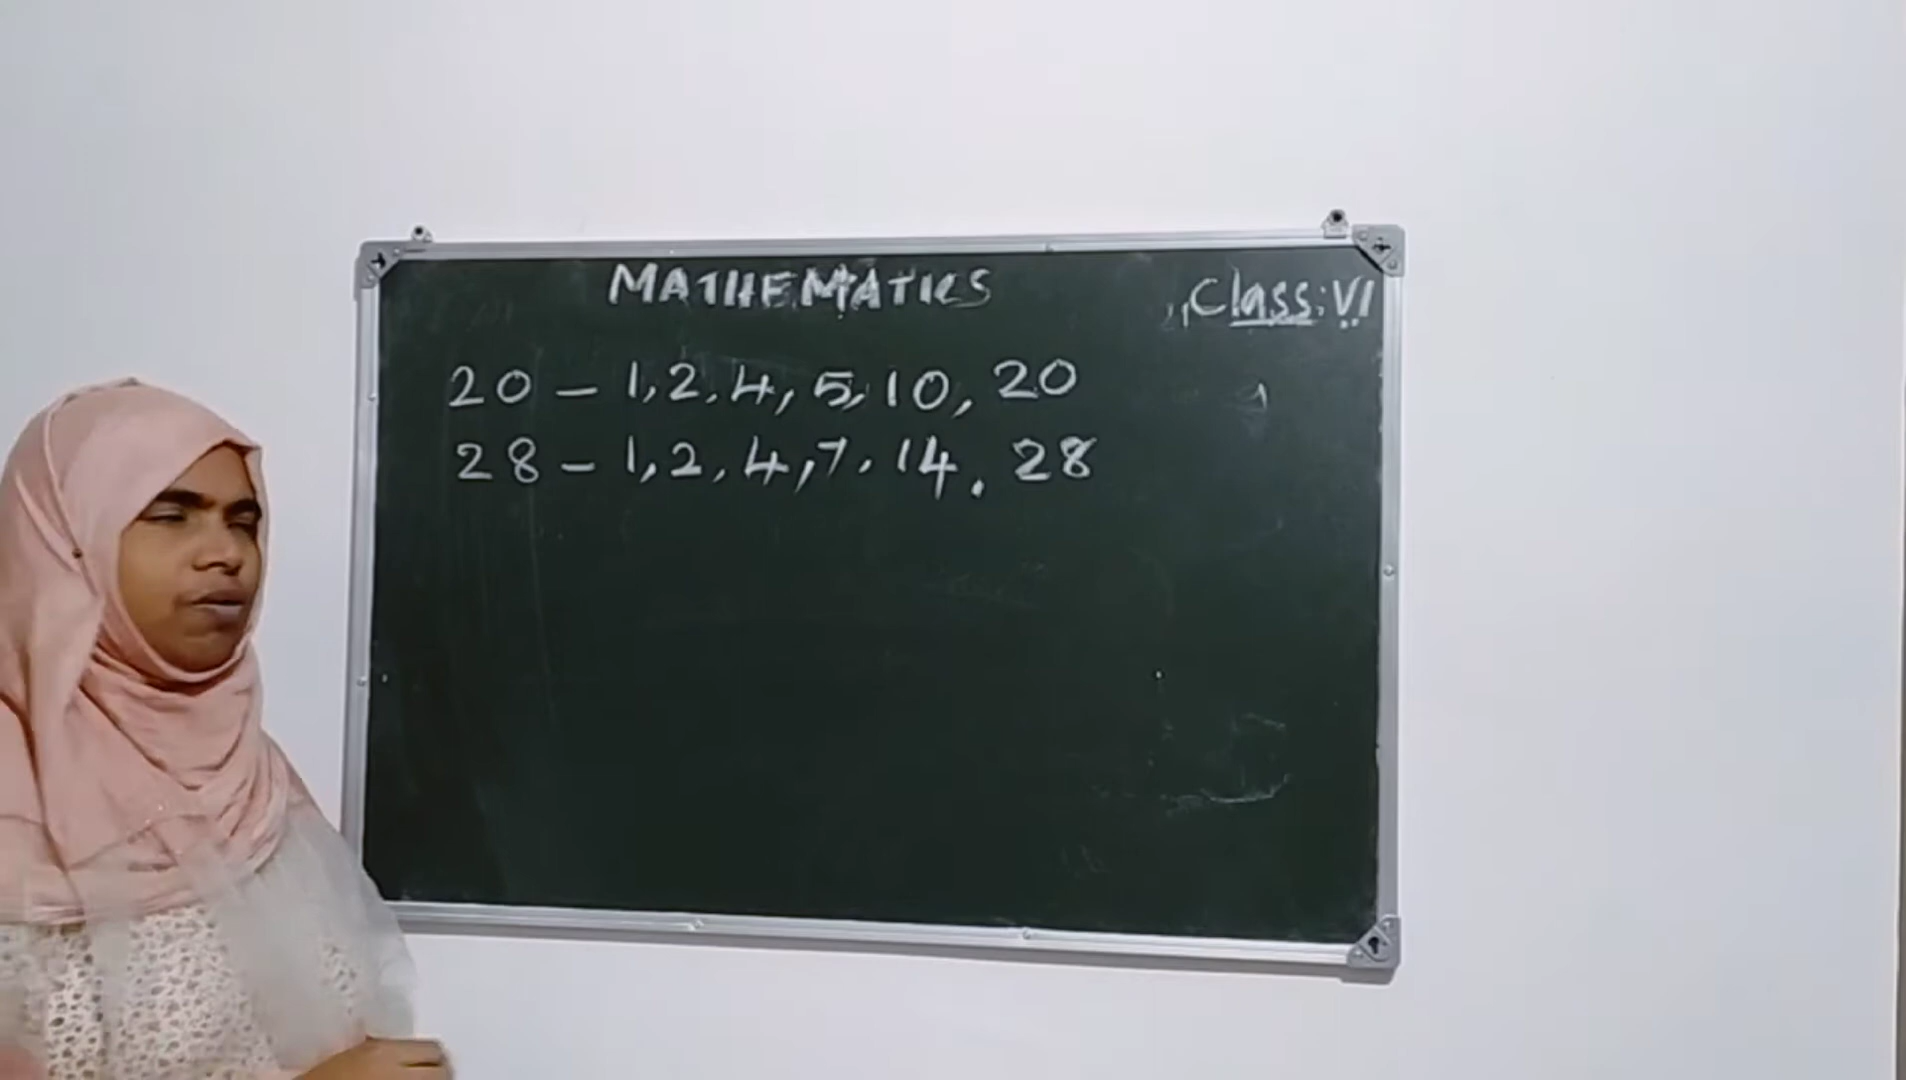 MATHEMATICS
Class: VI
20 – 1, 2, 4, 5, 10, 20
28 – 1, 2, 4, 7, 14, 28